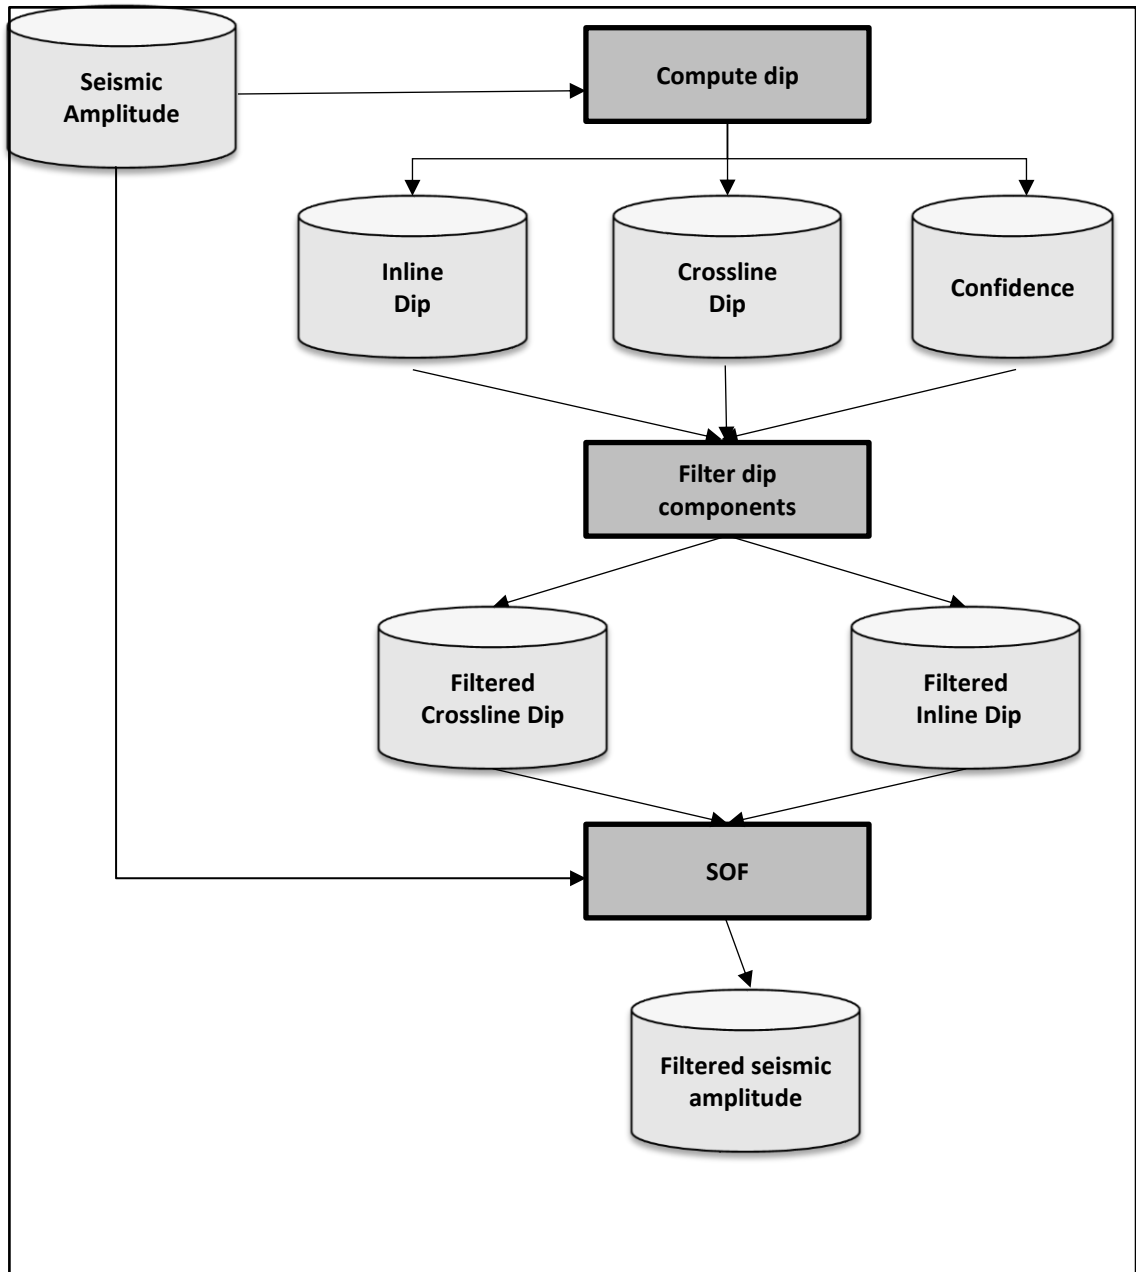 Seismic
Amplitude
Compute dip
Inline
Dip
Crossline
Dip
Confidence
Filter dip
components
Filtered
Crossline Dip
Filtered
Inline Dip
SOF
Filtered seismic
amplitude